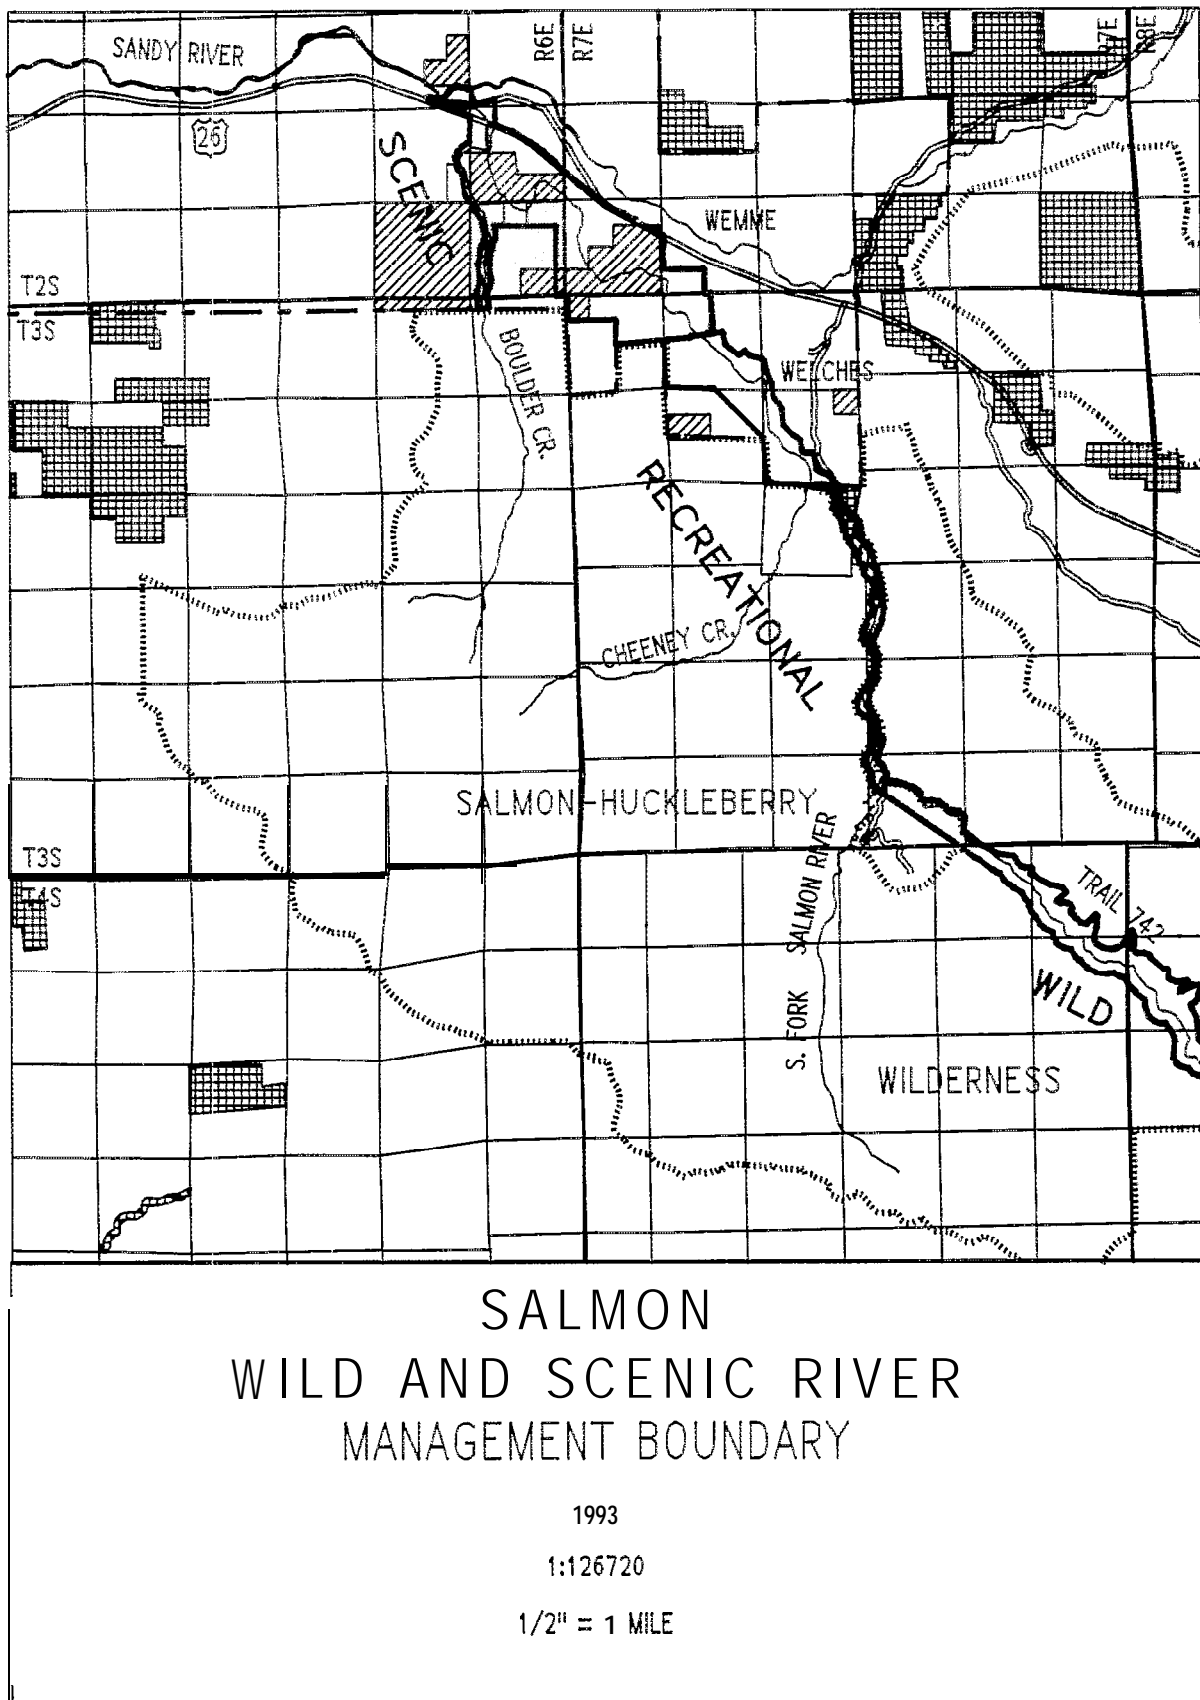 SANDY RIVER
R6E
R7E
R7E
R8E
26
SCENIC
WEMME
T2S
T3S
BOULDER CR.
WELCHES
RECREATIONAL
CHEENEY CR.
SALMON-HUCKLEBERRY
T3S
T4S
S. FORK SALMON RIVER
TRAIL 742
WILD
WILDERNESS
SALMON
WILD AND SCENIC RIVER
MANAGEMENT BOUNDARY
1993
1:126720
1/2" = 1 MILE